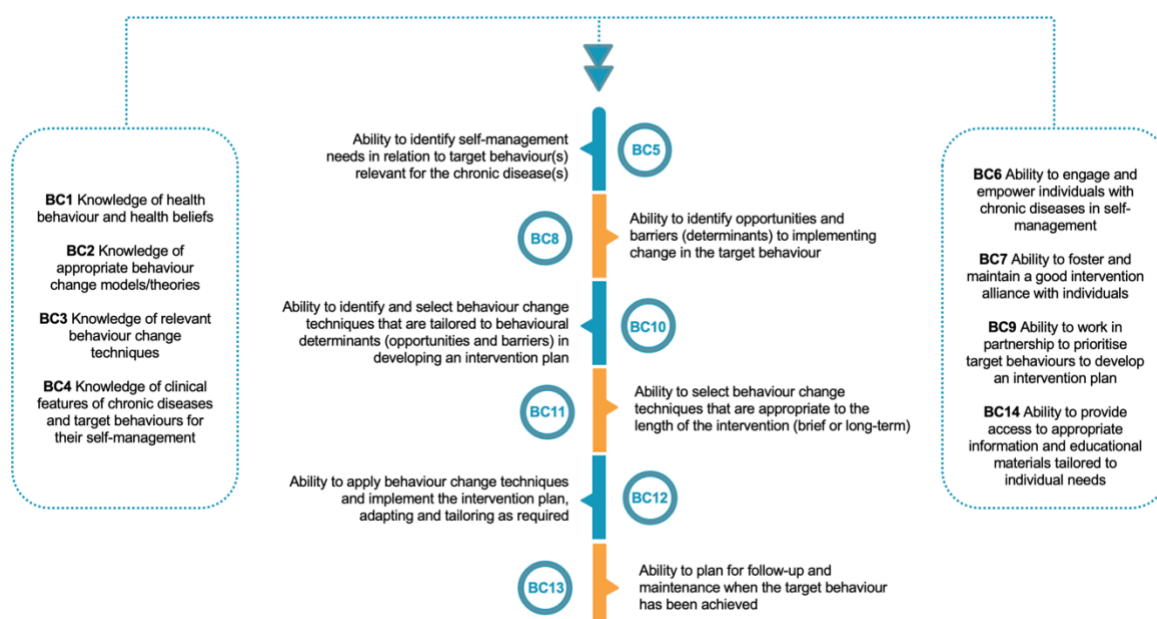 BC1 Knowledge of health
behaviour and health beliefs
BC2 Knowledge of
appropriate behaviour
change models/theories
BC3 Knowledge of relevant
behaviour change
techniques
BC4 Knowledge of clinical
features of chronic diseases
and target behaviours for
their self-management
Ability to identify self-management
needs in relation to target behaviour(s)
relevant for the chronic disease(s)
BC5
BC8
Ability to identify opportunities and
barriers (determinants) to implementing
change in the target behaviour
Ability to identify and select behaviour change
techniques that are tailored to behavioural
determinants (opportunities and barriers) in
developing an intervention plan
BC10
BC11
Ability to select behaviour change
techniques that are appropriate to the
length of the intervention (brief or long-term)
Ability to apply behaviour change techniques
and implement the intervention plan,
adapting and tailoring as required
BC12
BC13
Ability to plan for follow-up and
maintenance when the target behaviour
has been achieved
BC6 Ability to engage and
empower individuals with
chronic diseases in self-
management
BC7 Ability to foster and
maintain a good intervention
alliance with individuals
BC9 Ability to work in
partnership to prioritise
target behaviours to develop
an intervention plan
BC14 Ability to provide
access to appropriate
information and educational
materials tailored to
individual needs